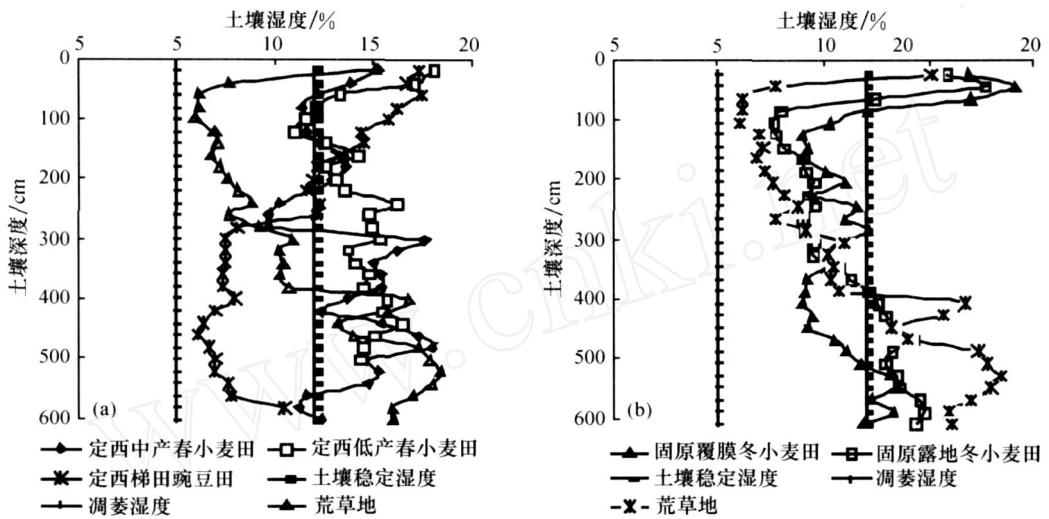 土壤湿度/%
5 5 10 15 20
0
100
200
300
400
500
600
土壤深度/cm
(a)
定西中产春小麦田 定西低产春小麦田
定西梯田豌豆田 土壤稳定湿度
凋萎湿度 荒草地
土壤湿度/%
5 5 10 20 20
0
100
200
300
400
500
600
土壤深度/cm
(b)
固原覆膜冬小麦田 固原露地冬小麦田
土壤稳定湿度 凋萎湿度
荒草地
www.cnki.net